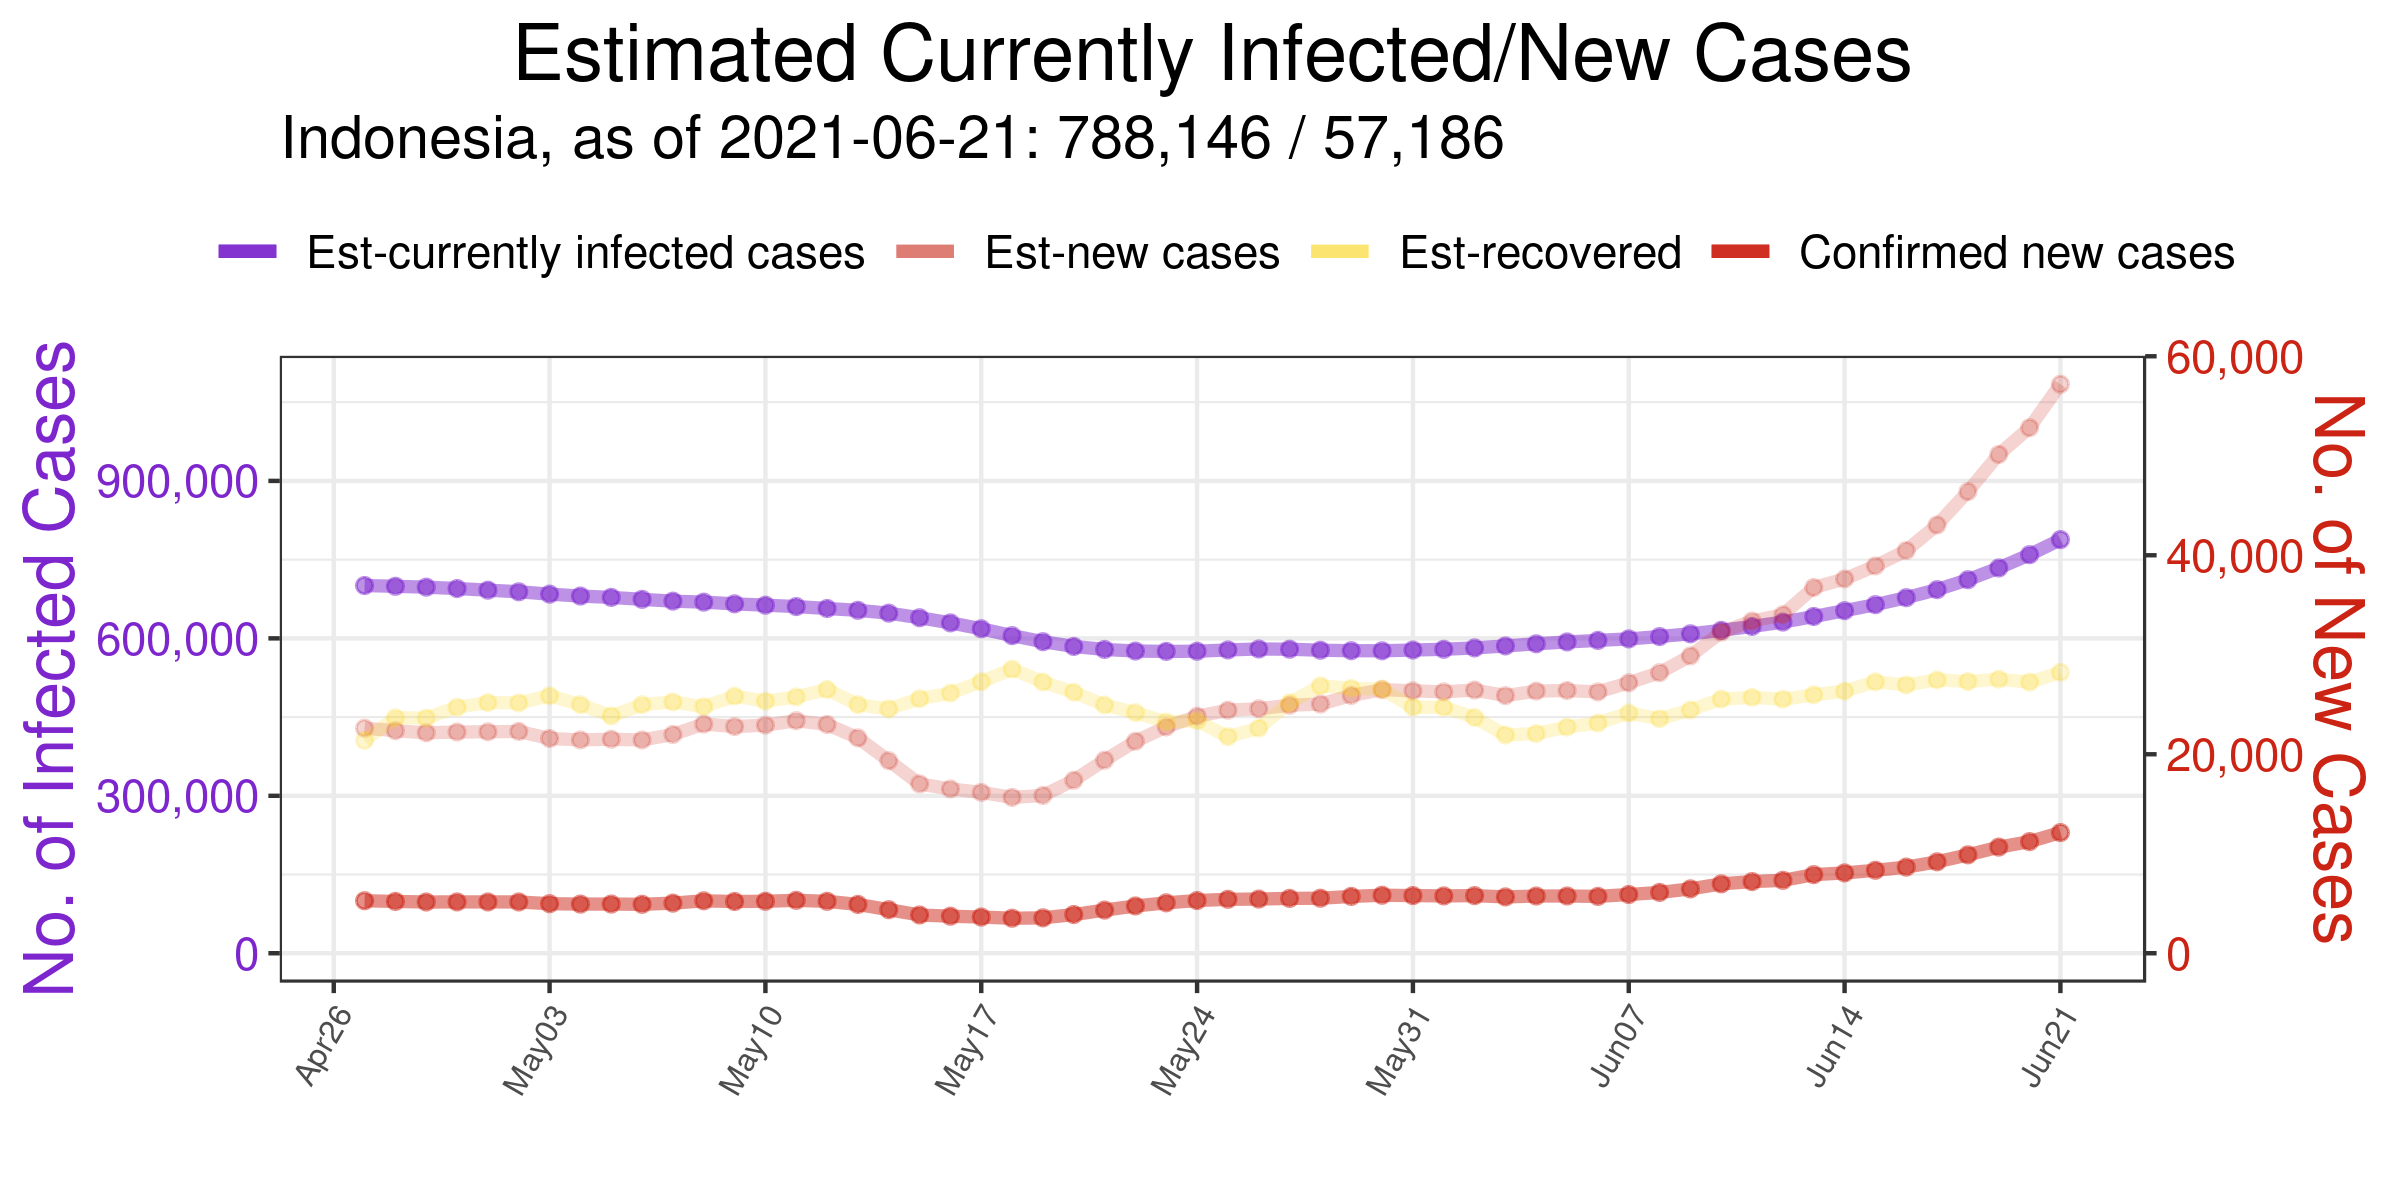 Estimated Currently Infected/New Cases
Indonesia, as of 2021-06-21: 788,146 / 57,186
Est-currently infected cases Est-new cases Est-recovered Confirmed new cases
No. of Infected Cases
900,000
600,000
300,000
0
60,000
40,000
20,000
0
No. of New Cases
Apr26 May03 May10 May17 May24 May31 Jun07 Jun14 Jun21